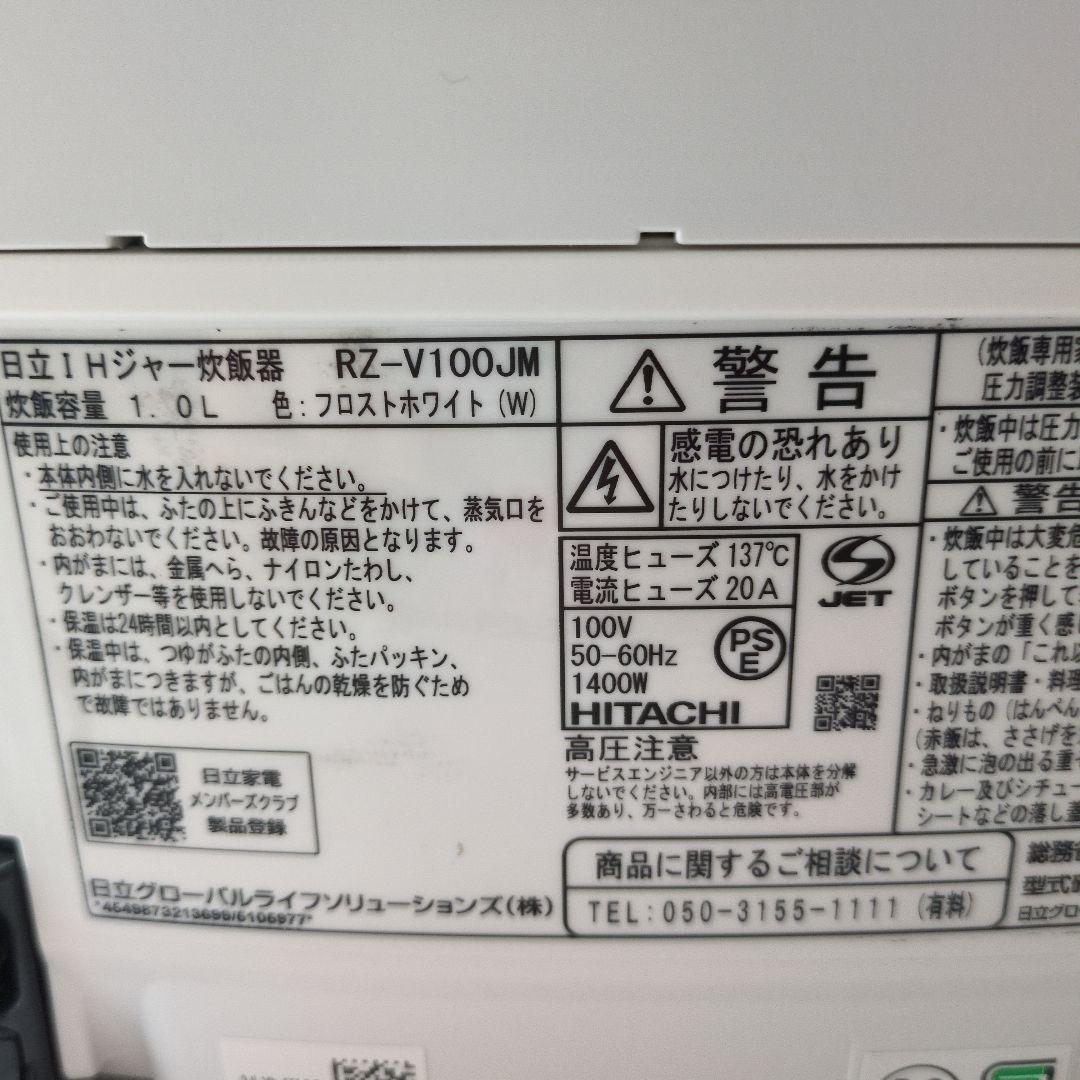 日立IHジャー炊飯器 RZ-V100JM
炊飯容量 1.0L 色:フロストホワイト(W)
使用上の注意
・本体内側に水を入れないでください。
・ご使用中は、ふたの上にふきんなどをかけて、蒸気口を
おおわないでください。故障の原因となります。
・内がまには、金属へら、ナイロンたわし、
クレンザー等を使用しないでください。
・保温は24時間以内としてください。
・保温中は、つゆがふたの内側、ふたパッキン、
内がまにつきますが、ごはんの乾燥を防ぐため
で故障ではありません。
日立家電
メンバーズクラブ
製品登録
日立グローバルライフソリューションズ(株)
*4549873213699/6106977*
警告
感電の恐れあり
水につけたり、水をかけ
たりしないでください。
温度ヒューズ 137℃
電流ヒューズ 20A
100V
50-60Hz
1400W
HITACHI
PS
E
JET
高圧注意
サービスエンジニア以外の方は本体を分解
しないでください。内部には高電圧部が
多数あり、万一さわると危険です。
商品に関するご相談について
TEL:050-3155-1111 (有料)
(炊飯専用
圧力調整
・炊飯中は圧力
ご使用の前に
警告
・炊飯中は大変危
していることを
ボタンを押して
ボタンが重く感
・内がまの「これ以
・取扱説明書・料理
・ねりもの(はんぺん
(赤飯は、ささげを
・急激に泡の出る重
・カレー及びシチュー
シートなどの落し蓋
総務
型式
日立グロ